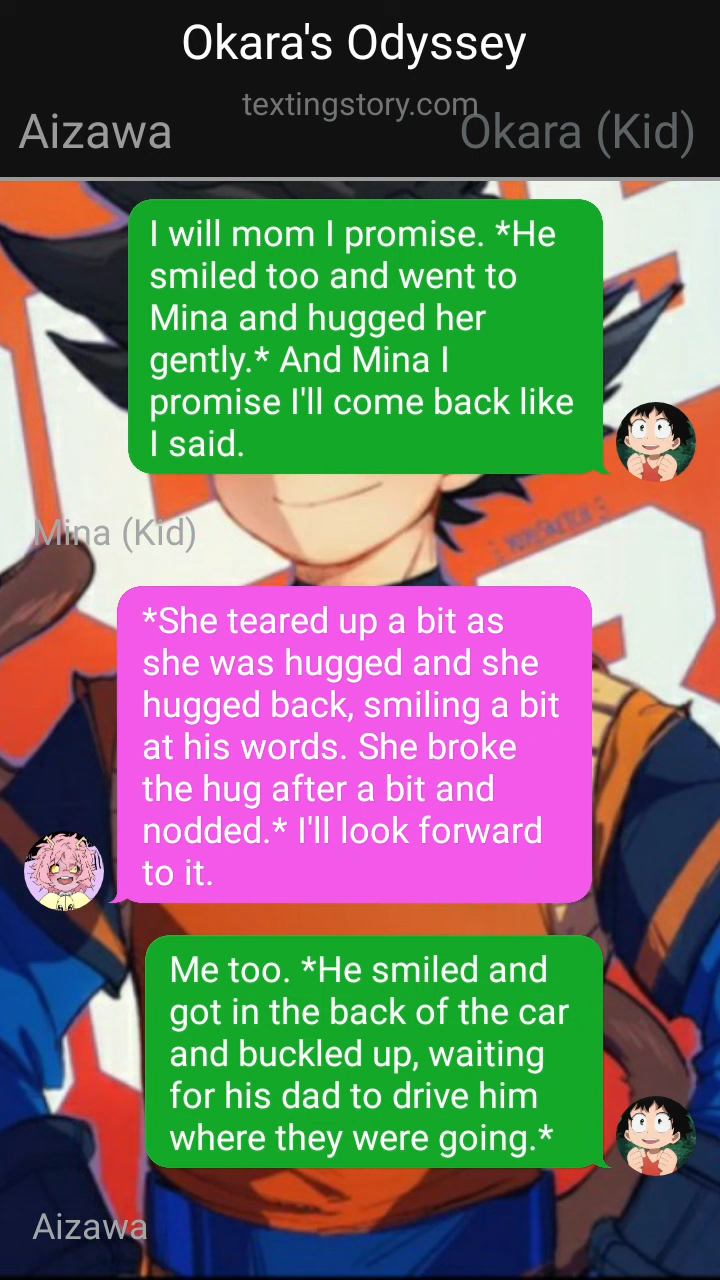 Okara's Odyssey
textingstory.com
Aizawa
Okara (Kid)
I will mom I promise. *He
smiled too and went to
Mina and hugged her
gently.* And Mina I
promise I'll come back like
I said.
Mina (Kid)
*She teared up a bit as
she was hugged and she
hugged back, smiling a bit
at his words. She broke
the hug after a bit and
nodded.* I'll look forward
to it.
Me too. *He smiled and
got in the back of the car
and buckled up, waiting
for his dad to drive him
where they were going.*
Aizawa